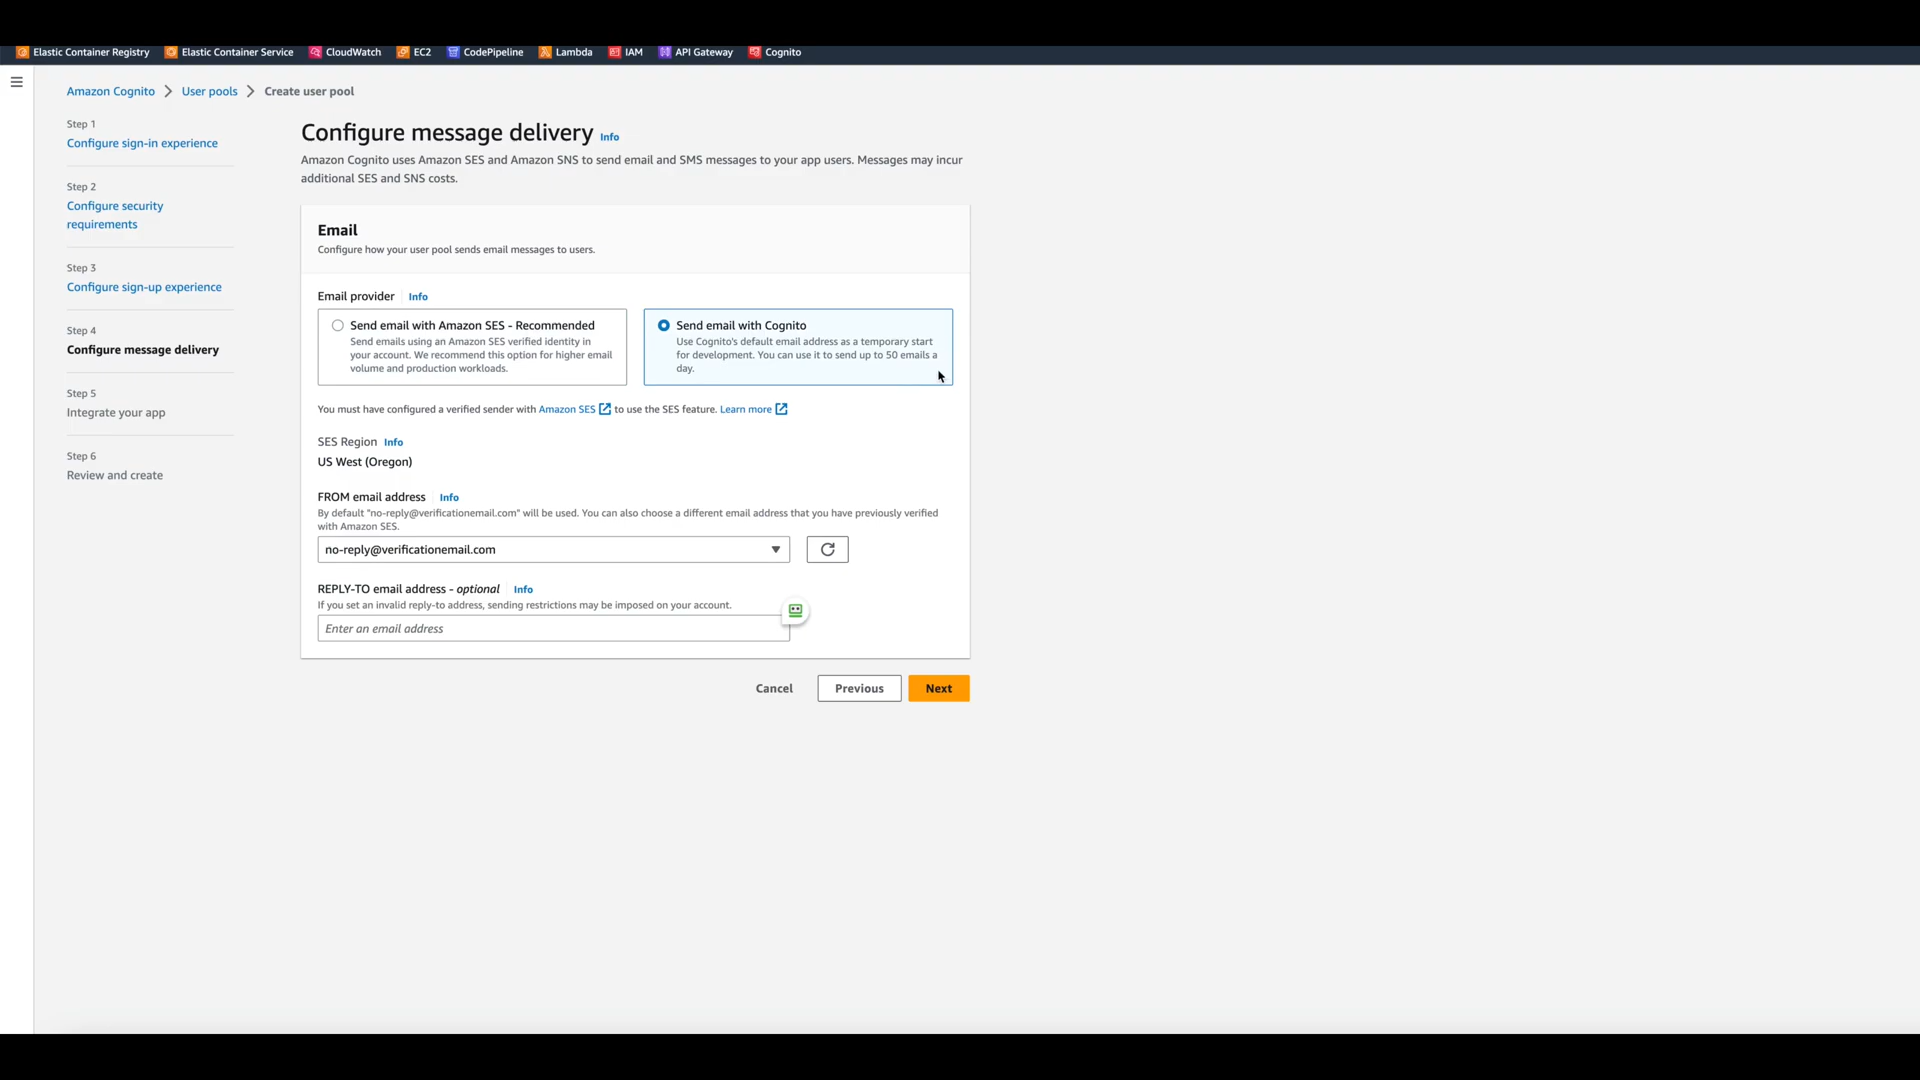 Elastic Container Registry Elastic Container Service CloudWatch EC2 CodePipeline Lambda IAM API Gateway Cognito
Amazon Cognito User pools Create user pool
Step 1
Configure sign-in experience
Step 2
Configure security
requirements
Step 3
Configure sign-up experience
Step 4
Configure message delivery
Step 5
Integrate your app
Step 6
Review and create
Configure message delivery Info
Amazon Cognito uses Amazon SES and Amazon SNS to send email and SMS messages to your app users. Messages may incur
additional SES and SNS costs.
Email
Configure how your user pool sends email messages to users.
Email provider Info
Send email with Amazon SES - Recommended
Send emails using an Amazon SES verified identity in
your account. We recommend this option for higher email
volume and production workloads.
Send email with Cognito
Use Cognito's default email address as a temporary start
for development. You can use it to send up to 50 emails a
day.
You must have configured a verified sender with Amazon SES to use the SES feature. Learn more
SES Region Info
US West (Oregon)
FROM email address Info
By default "no-reply@verificationemail.com" will be used. You can also choose a different email address that you have previously verified
with Amazon SES.
no-reply@verificationemail.com
REPLY-TO email address - optional Info
If you set an invalid reply-to address, sending restrictions may be imposed on your account.
Enter an email address
Cancel Previous Next